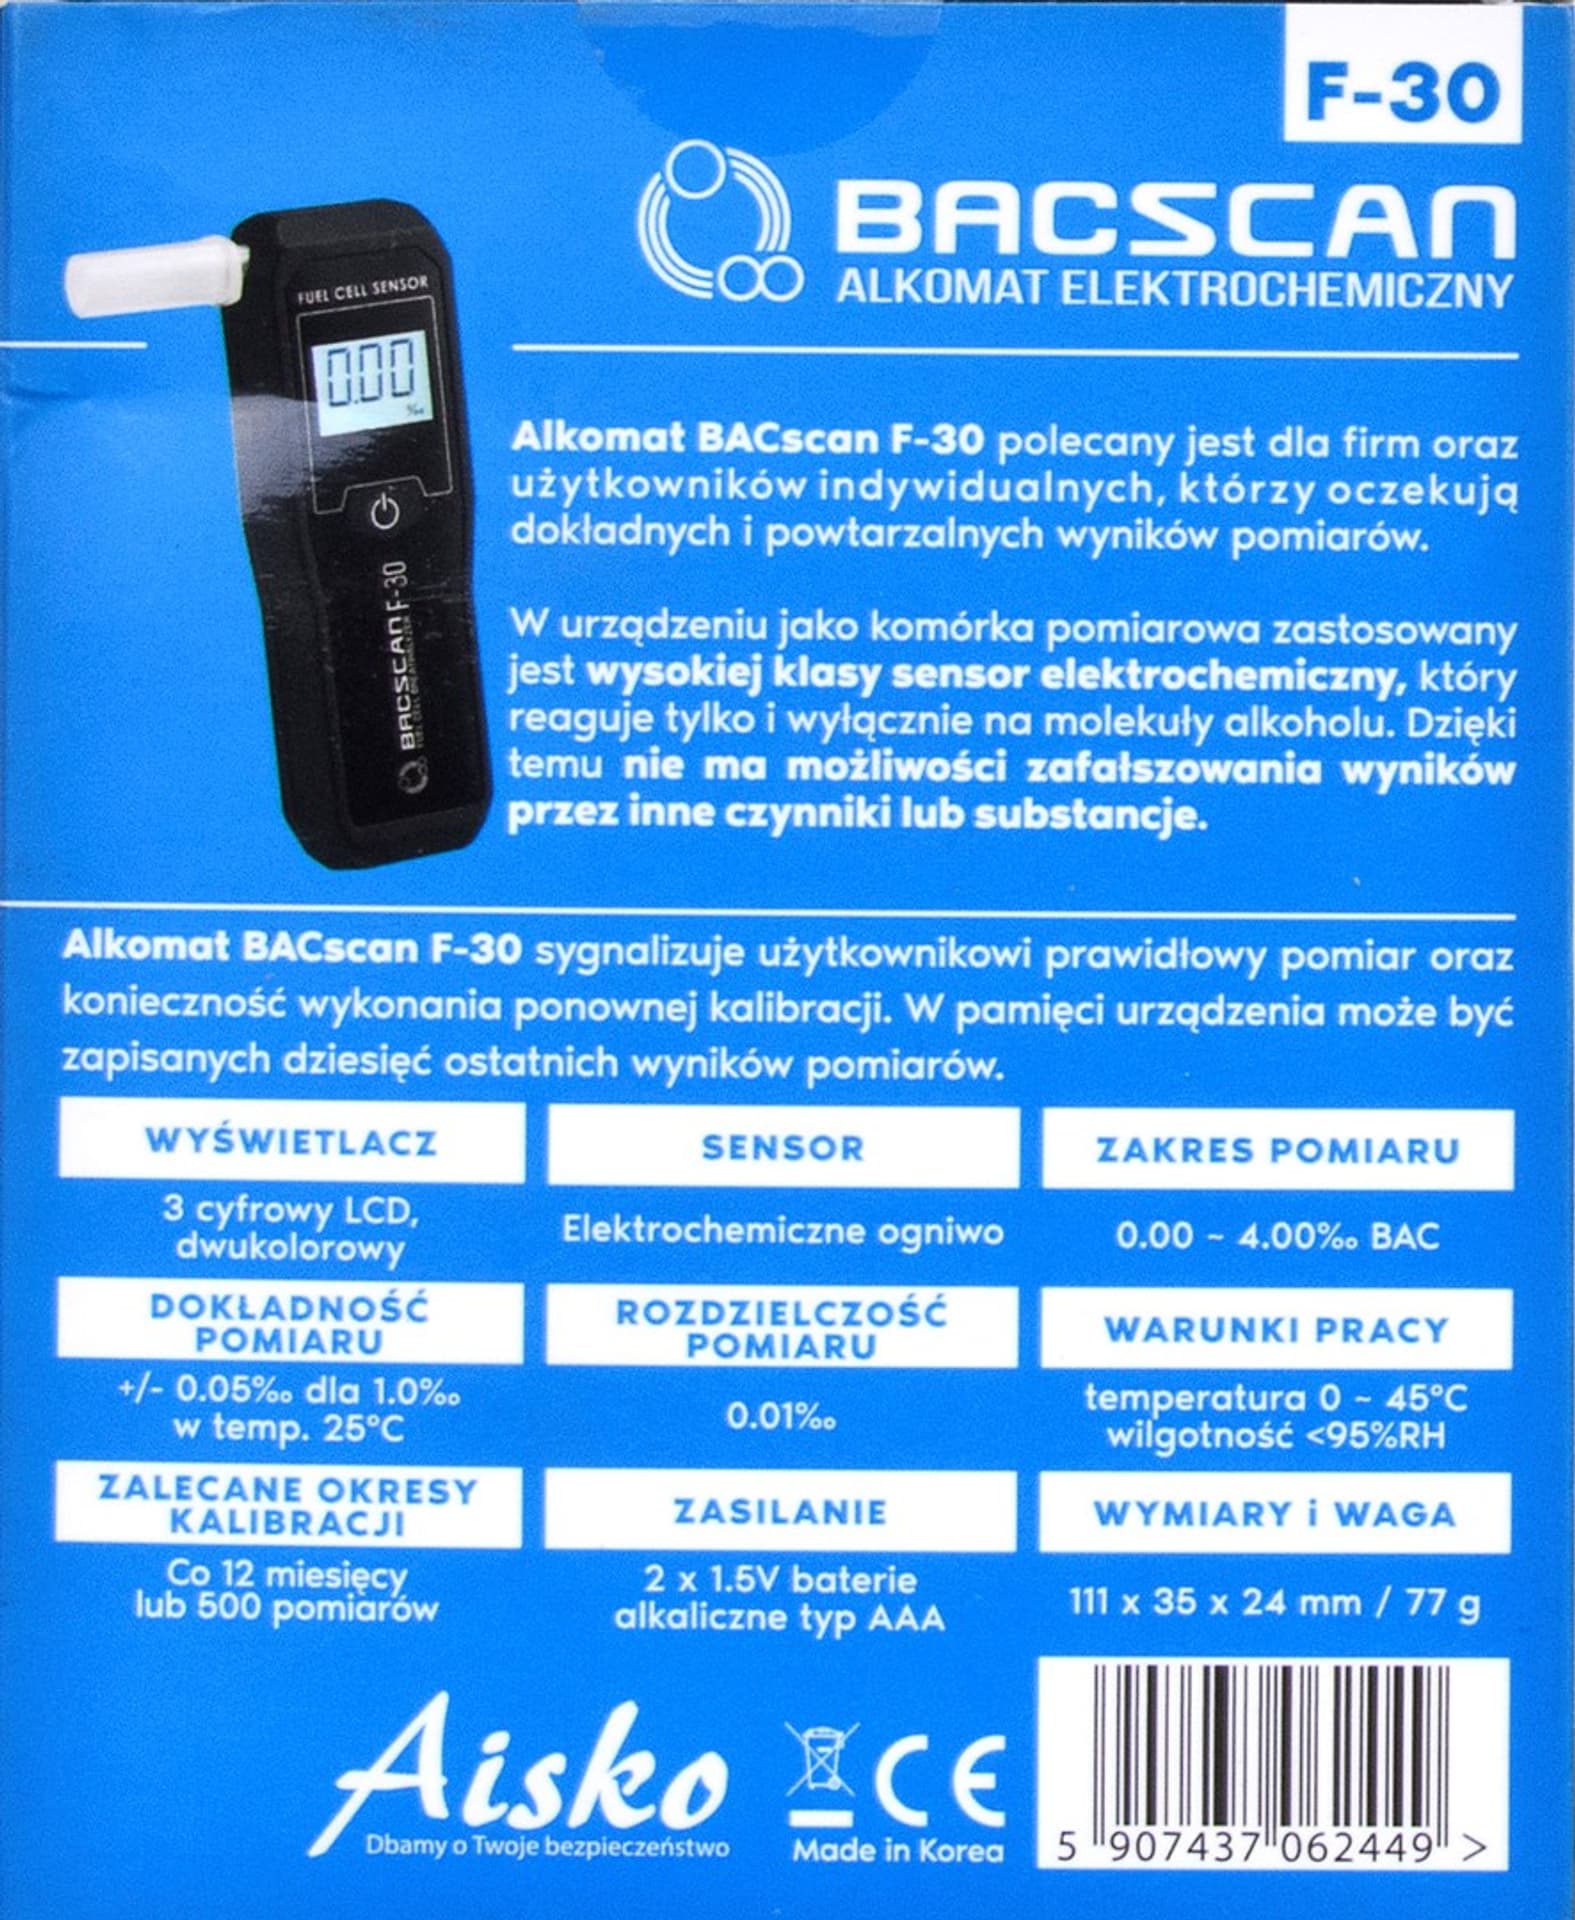 F-30
BACSCAN
ALKOMAT ELEKTROCHEMICZNY
FUEL CELL SENSOR
0.00
‰
BACSCAN F-30
FUEL CELL BREATHALYZER
Alkomat BACscan F-30 polecany jest dla firm oraz
użytkowników indywidualnych, którzy oczekują
dokładnych i powtarzalnych wyników pomiarów.
W urządzeniu jako komórka pomiarowa zastosowany
jest wysokiej klasy sensor elektrochemiczny, który
reaguje tylko i wyłącznie na molekuły alkoholu. Dzięki
temu nie ma możliwości zafałszowania wyników
przez inne czynniki lub substancje.
Alkomat BACscan F-30 sygnalizuje użytkownikowi prawidłowy pomiar oraz
konieczność wykonania ponownej kalibracji. W pamięci urządzenia może być
zapisanych dziesięć ostatnich wyników pomiarów.
WYŚWIETLACZ
3 cyfrowy LCD,
dwukolorowy
SENSOR
Elektrochemiczne ogniwo
ZAKRES POMIARU
0.00 ~ 4.00‰ BAC
DOKŁADNOŚĆ
POMIARU
+/- 0.05‰ dla 1.0‰
w temp. 25°C
ROZDZIELCZOŚĆ
POMIARU
0.01‰
WARUNKI PRACY
temperatura 0 ~ 45°C
wilgotność <95%RH
ZALECANE OKRESY
KALIBRACJI
Co 12 miesięcy
lub 500 pomiarów
ZASILANIE
2 x 1.5V baterie
alkaliczne typ AAA
WYMIARY i WAGA
111 x 35 x 24 mm / 77 g
Aisko
Dbamy o Twoje bezpieczeństwo
CE
Made in Korea
5 907437 062449 >